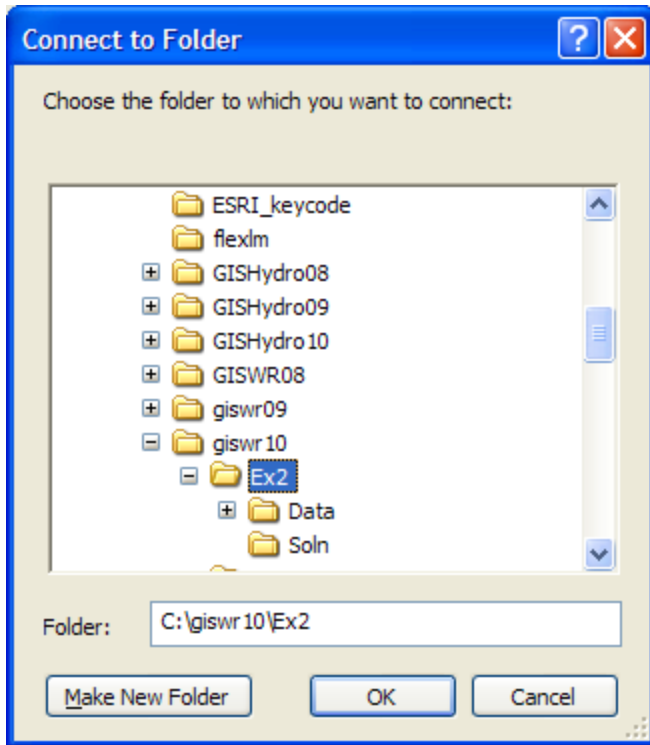 Connect to Folder
Choose the folder to which you want to connect:
ESRI_keycode
flexlm
GISHydro08
GISHydro09
GISHydro10
GISWR08
giswr09
giswr10
Ex2
Data
Soln
Folder: C:\giswr10\Ex2
Make New Folder OK Cancel